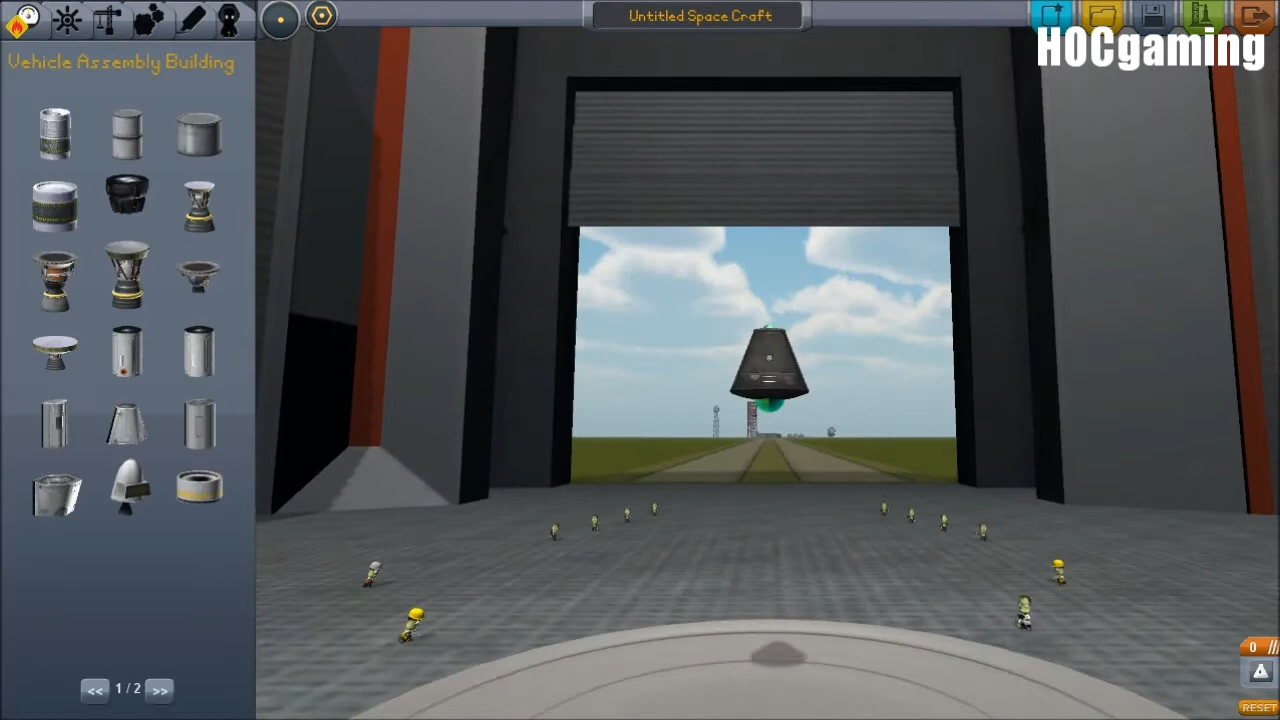 Untitled Space Craft
HOCgaming
Vehicle Assembly Building
<< 1 / 2 >>
0
RESET